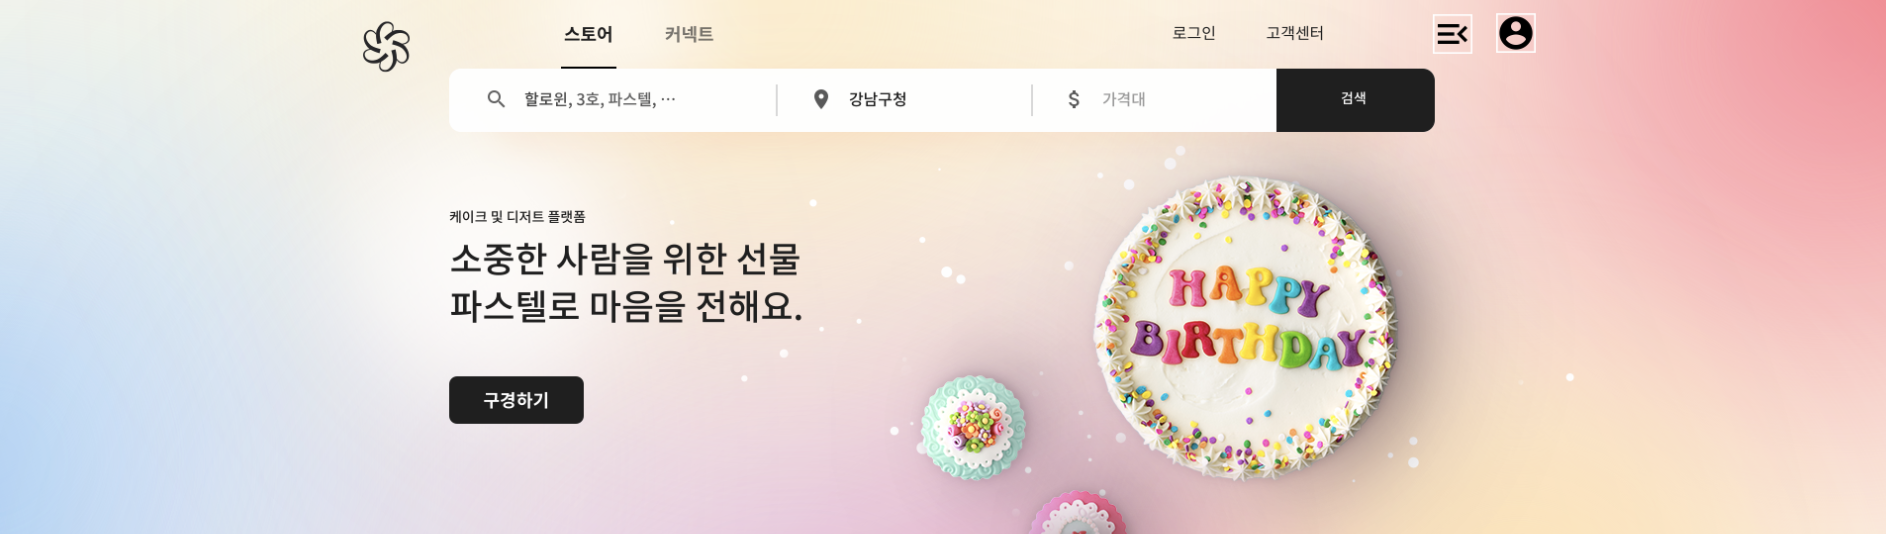 스토어
커넥트
로그인
고객센터
할로윈, 3호, 파스텔, ···
강남구청
가격대
검색
케이크 및 디저트 플랫폼
소중한 사람을 위한 선물
파스텔로 마음을 전해요.
구경하기
HAPPY
BIRTHDAY